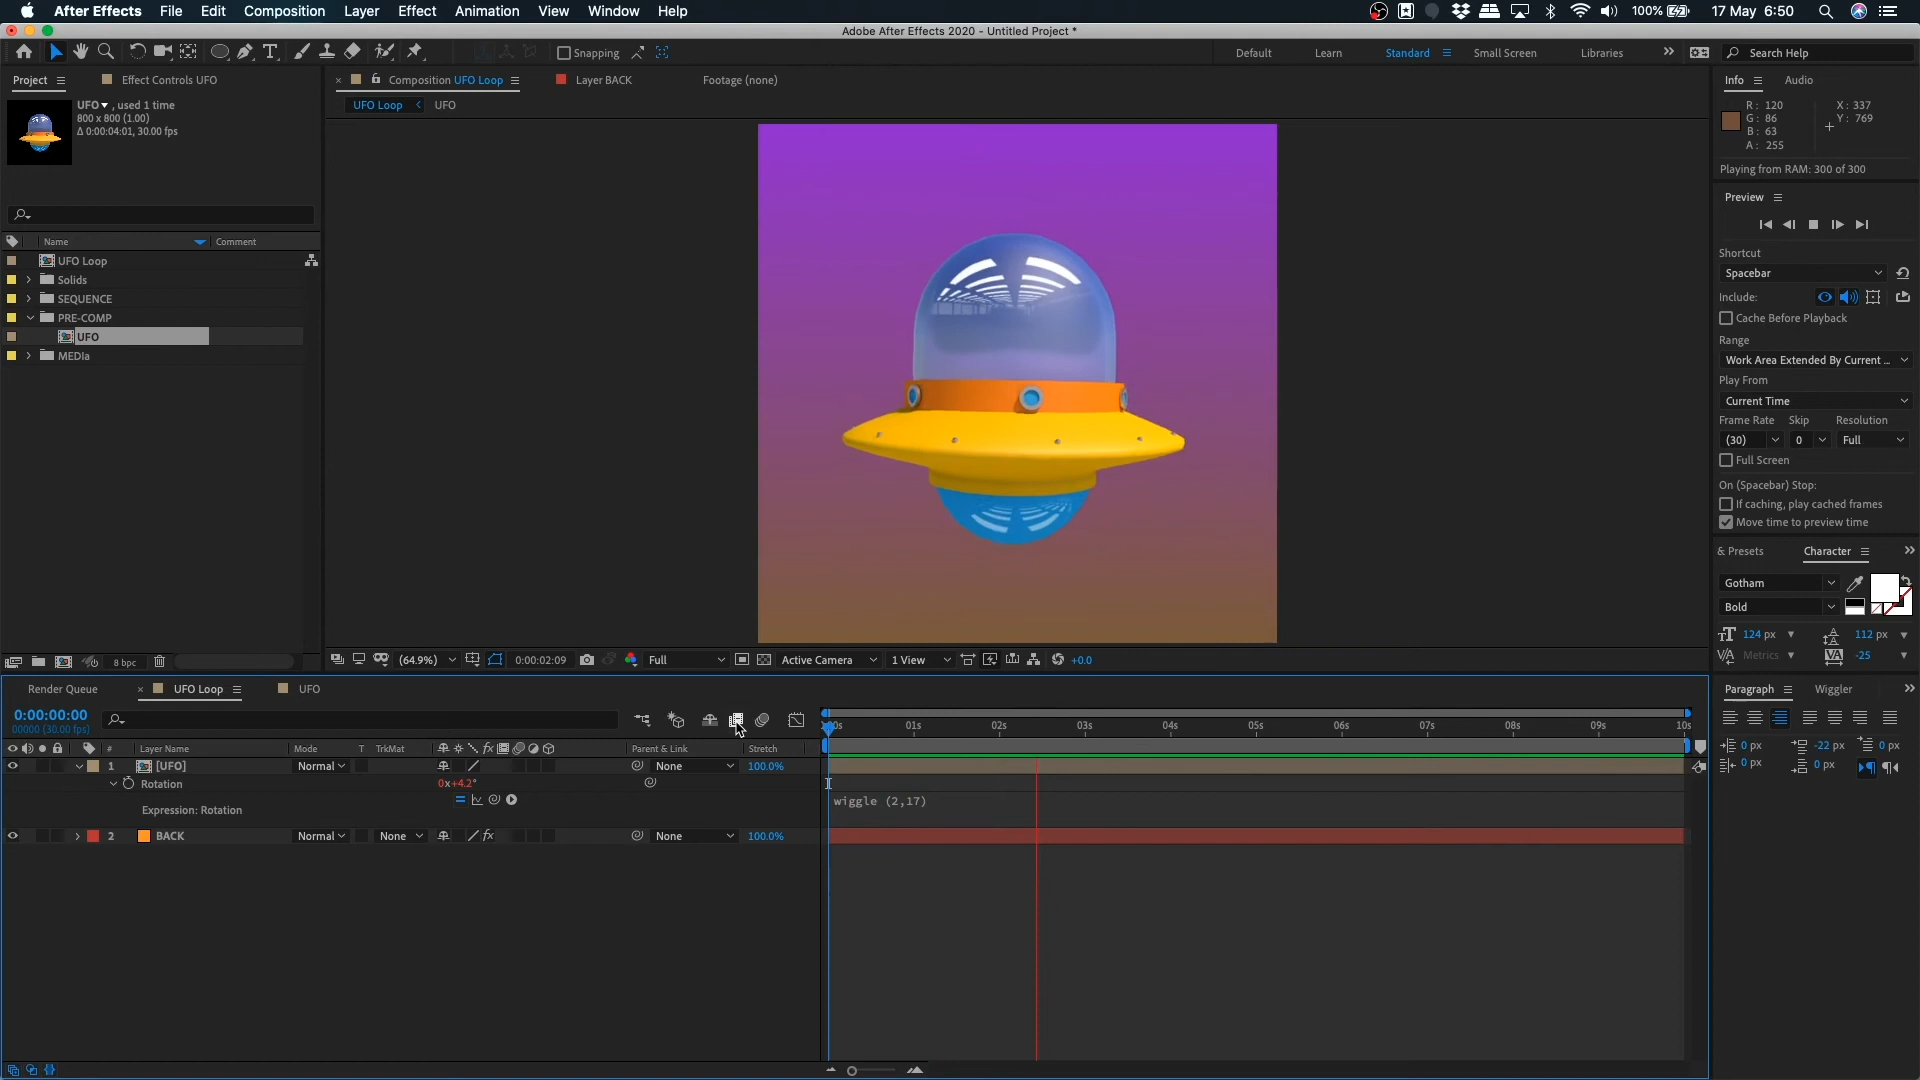 After Effects File Edit Composition Layer Effect Animation View Window Help 100% 17 May 6:50
Adobe After Effects 2020 - Untitled Project *
Snapping Default Learn Standard Small Screen Libraries Search Help
Project Effect Controls UFO Composition UFO Loop Layer BACK Footage (none) Info Audio
UFO , used 1 time
800 x 800 (1.00)
Δ 0:00:04:01, 30.00 fps
UFO Loop UFO
R: 120 X: 337
G: 86 Y: 769
B: 63
A: 255
Playing from RAM: 300 of 300
Preview
Name Comment
UFO Loop
Solids
SEQUENCE
PRE-COMP
UFO
MEDIa
Shortcut
Spacebar
Include:
Cache Before Playback
Range
Work Area Extended By Current ...
Play From
Current Time
Frame Rate Skip Resolution
(30) 0 Full
Full Screen
On (Spacebar) Stop:
If caching, play cached frames
Move time to preview time
& Presets Character
Gotham
Bold
124 px 112 px
Metrics -25
8 bpc
(64.9%) 0:00:02:09 Full Active Camera 1 View +0.0
Render Queue UFO Loop UFO
Paragraph Wiggler
0:00:00:00
00000 (30.00 fps)
01s 02s 03s 04s 05s 06s 07s 08s 09s 10s
0 px -22 px 0 px
0 px 0 px
# Layer Name Mode T TrkMat Parent & Link Stretch
1 [UFO] Normal None 100.0%
Rotation 0x+4.2°
Expression: Rotation
wiggle (2,17)
2 BACK Normal None None 100.0%